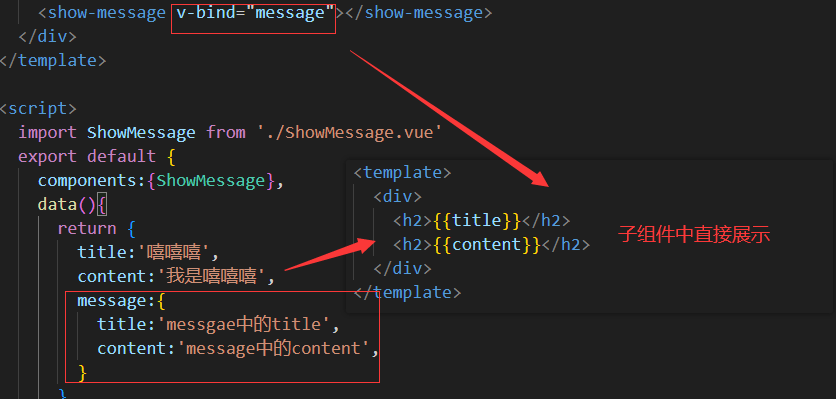 <show-message v-bind="message"></show-message>
</div>
</template>
<script>
import ShowMessage from './ShowMessage.vue'
export default {
components:{ShowMessage},
data(){
return {
title:'嘻嘻嘻',
content:'我是嘻嘻嘻',
message:{
title:'messgae中的title',
content:'message中的content',
}
}
<template>
<div>
<h2>{{title}}</h2>
<h2>{{content}}</h2>
</div>
</template>
子组件中直接展示